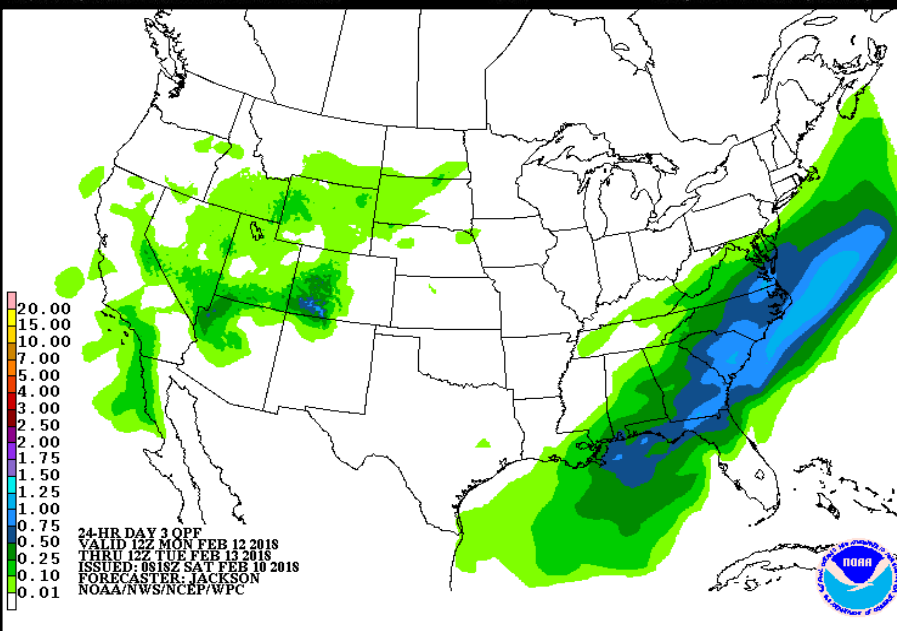 20.00
15.00
10.00
7.00
5.00
4.00
3.00
2.50
2.00
1.75
1.50
1.25
1.00
0.75
0.50
0.25
0.10
0.01
24-HR DAY 3 QPF
VALID 12Z MON FEB 12 2018
THRU 12Z TUE FEB 13 2018
ISSUED: 0818Z SAT FEB 10 2018
FORECASTER: JACKSON
NOAA/NWS/NCEP/WPC
NOAA